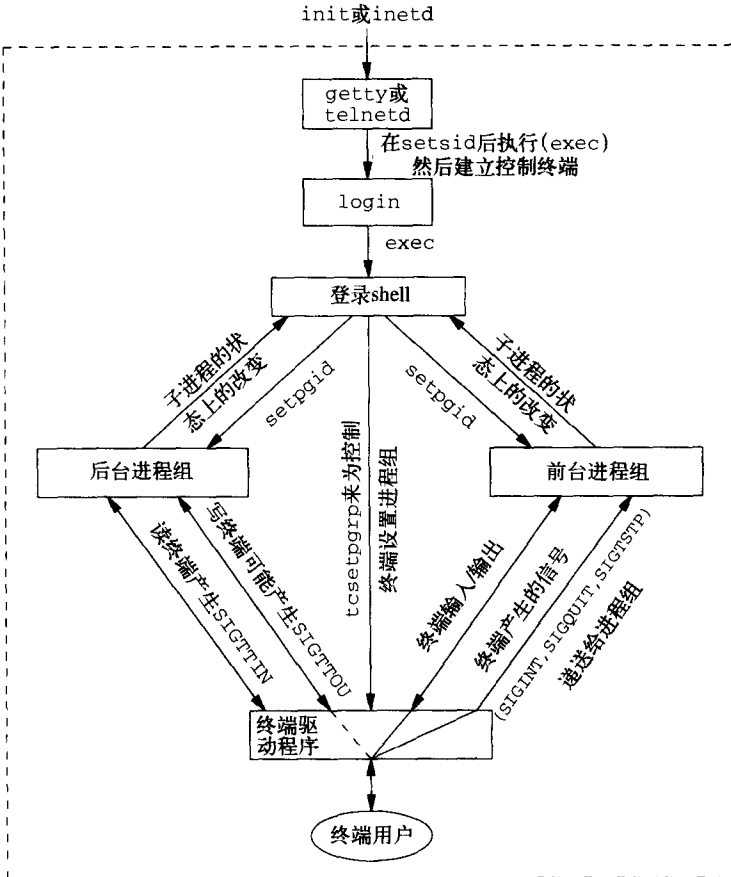 init或inetd
getty或
telnetd
在setsid后执行(exec)
然后建立控制终端
login
exec
登录shell
子进程的状
态上的改变
setpgid
setpgid
子进程的状
态上的改变
后台进程组
前台进程组
读终端产生SIGTTIN
写终端可能产生SIGTTOU
tcsetpgrp来为控制
终端设置进程组
终端输入/输出
终端产生的信号
(SIGINT,SIGQUIT,SIGTSTP)
递送给进程组
终端驱
动程序
终端用户